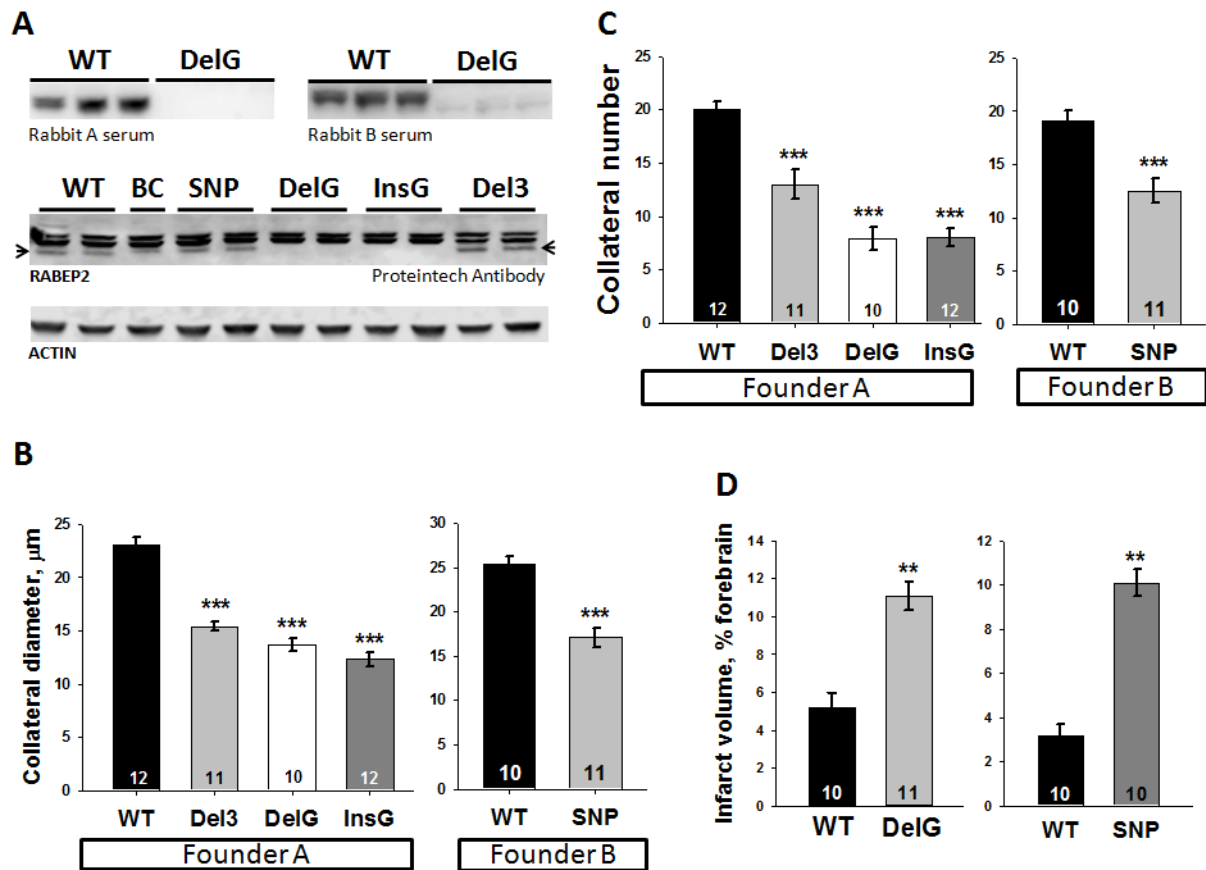 A
WT DelG
Rabbit A serum
WT DelG
Rabbit B serum
WT BC SNP DelG InsG Del3
RABEP2 Proteintech Antibody
ACTIN
B
Collateral diameter, μm
25
20
15
10
5
0
*** *** ***
12 11 10 12
WT Del3 DelG InsG
Founder A
30
25
20
15
10
5
0
***
10 11
WT SNP
Founder B
C
Collateral number
25
20
15
10
5
0
*** *** ***
12 11 10 12
WT Del3 DelG InsG
Founder A
25
20
15
10
5
0
***
10 11
WT SNP
Founder B
D
Infarct volume, % forebrain
14
12
10
8
6
4
2
0
**
10 11
WT DelG
12
10
8
6
4
2
0
**
10 10
WT SNP